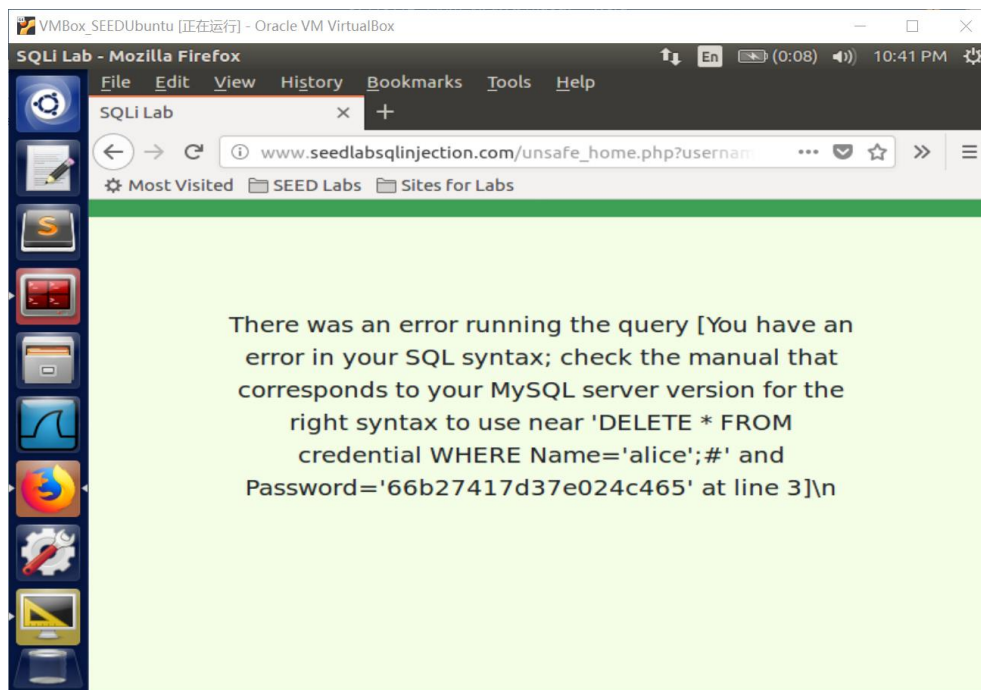 VMBox_SEEDUbuntu [正在运行] - Oracle VM VirtualBox
SQLi Lab - Mozilla Firefox
En
(0:08)
10:41 PM
File Edit View History Bookmarks Tools Help
SQLi Lab
www.seedlabsqlinjection.com/unsafe_home.php?usernam
Most Visited SEED Labs Sites for Labs
There was an error running the query [You have an
error in your SQL syntax; check the manual that
corresponds to your MySQL server version for the
right syntax to use near 'DELETE * FROM
credential WHERE Name='alice';#' and
Password='66b27417d37e024c465' at line 3]\n